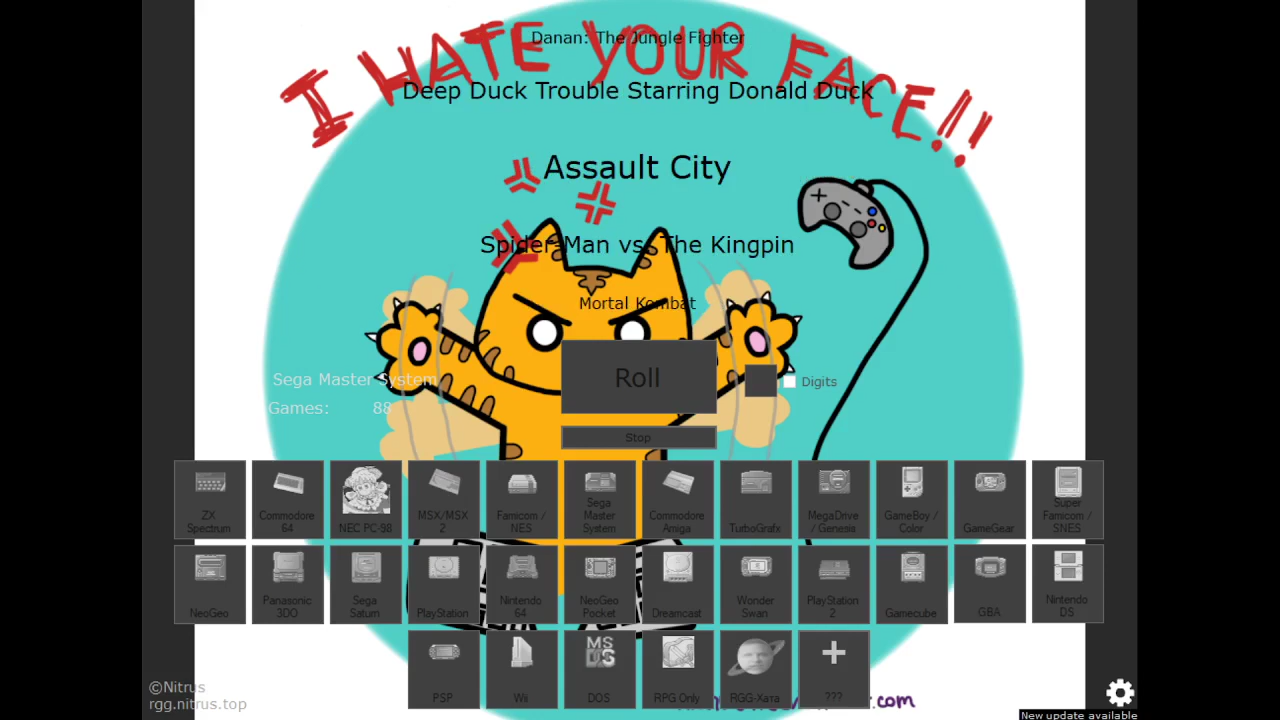 I HATE YOUR FACE!!
Danan: The Jungle Fighter
Deep Duck Trouble Starring Donald Duck
Assault City
Spider-Man vs. The Kingpin
Mortal Kombat
Sega Master System
Games: 88
Roll
Digits
Stop
ZX Spectrum
Commodore 64
NEC PC-98
MSX/MSX 2
Famicom / NES
Sega Master System
Commodore Amiga
TurboGrafx
MegaDrive / Genesis
GameBoy / Color
GameGear
Super Famicom / SNES
NeoGeo
Panasonic 3DO
Sega Saturn
PlayStation
Nintendo 64
NeoGeo Pocket
Dreamcast
Wonder Swan
PlayStation 2
Gamecube
GBA
Nintendo DS
PSP
Wii
MS DOS
DOS
RPG Only
RGG-Хата
???
©Nitrus
rgg.nitrus.top
.com
New update available